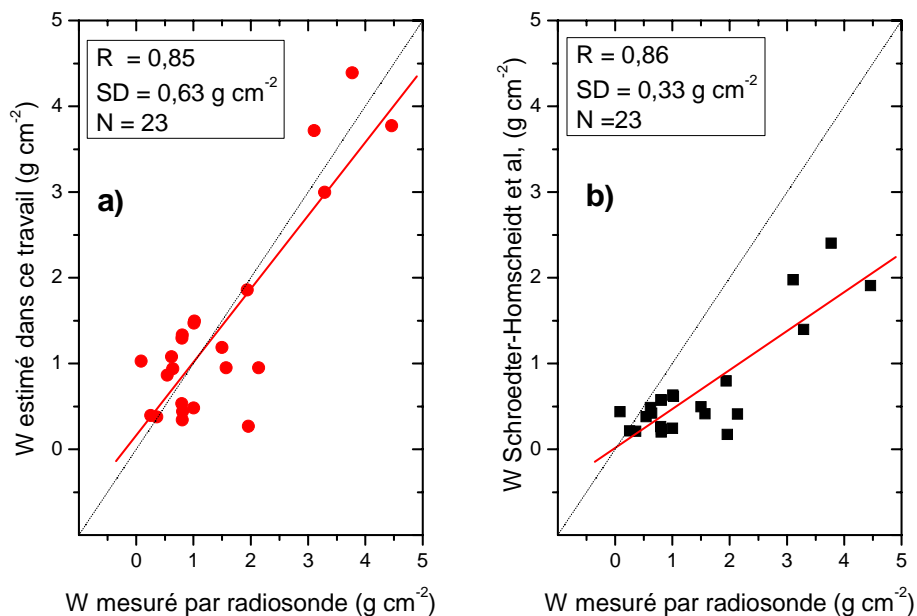 R = 0,85
SD = 0,63 g cm-2
N = 23
a)
W estimé dans ce travail (g cm-2)
5
4
3
2
1
0
0 1 2 3 4 5
W mesuré par radiosonde (g cm-2)
R = 0,86
SD = 0,33 g cm-2
N =23
b)
W Schroedter-Homscheidt et al, (g cm-2)
5
4
3
2
1
0
0 1 2 3 4 5
W mesuré par radiosonde (g cm-2)